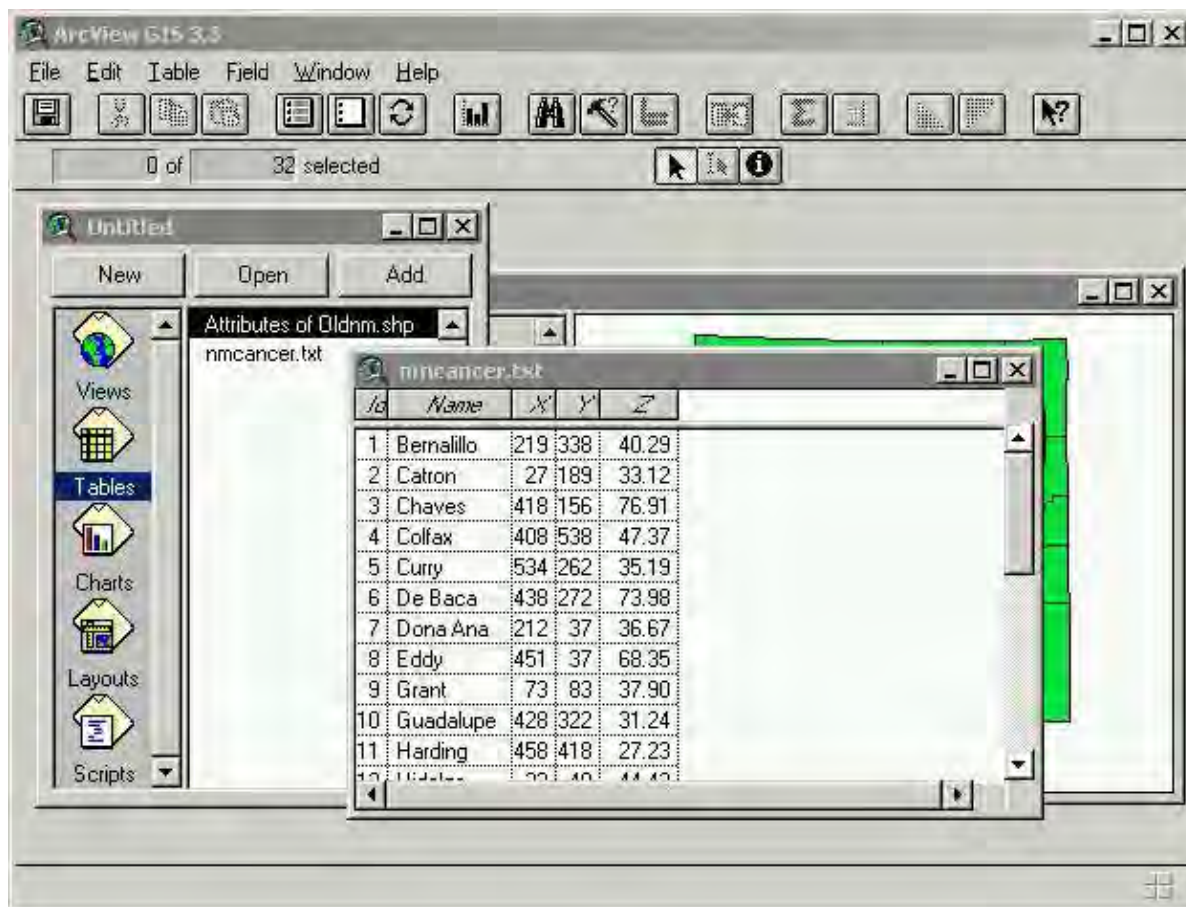 ArcView GIS 3.3
File Edit Table Field Window Help
0 of 32 selected
Untitled
New Open Add
Views
Tables
Charts
Layouts
Scripts
Attributes of Oldnm.shp
nmcancer.txt
nmcancer.txt
Id Name X Y Z
1 Bernalillo 219 338 40.29
2 Catron 27 189 33.12
3 Chaves 418 156 76.91
4 Colfax 408 538 47.37
5 Curry 534 262 35.19
6 De Baca 438 272 73.98
7 Dona Ana 212 37 36.67
8 Eddy 451 37 68.35
9 Grant 73 83 37.90
10 Guadalupe 428 322 31.24
11 Harding 458 418 27.23